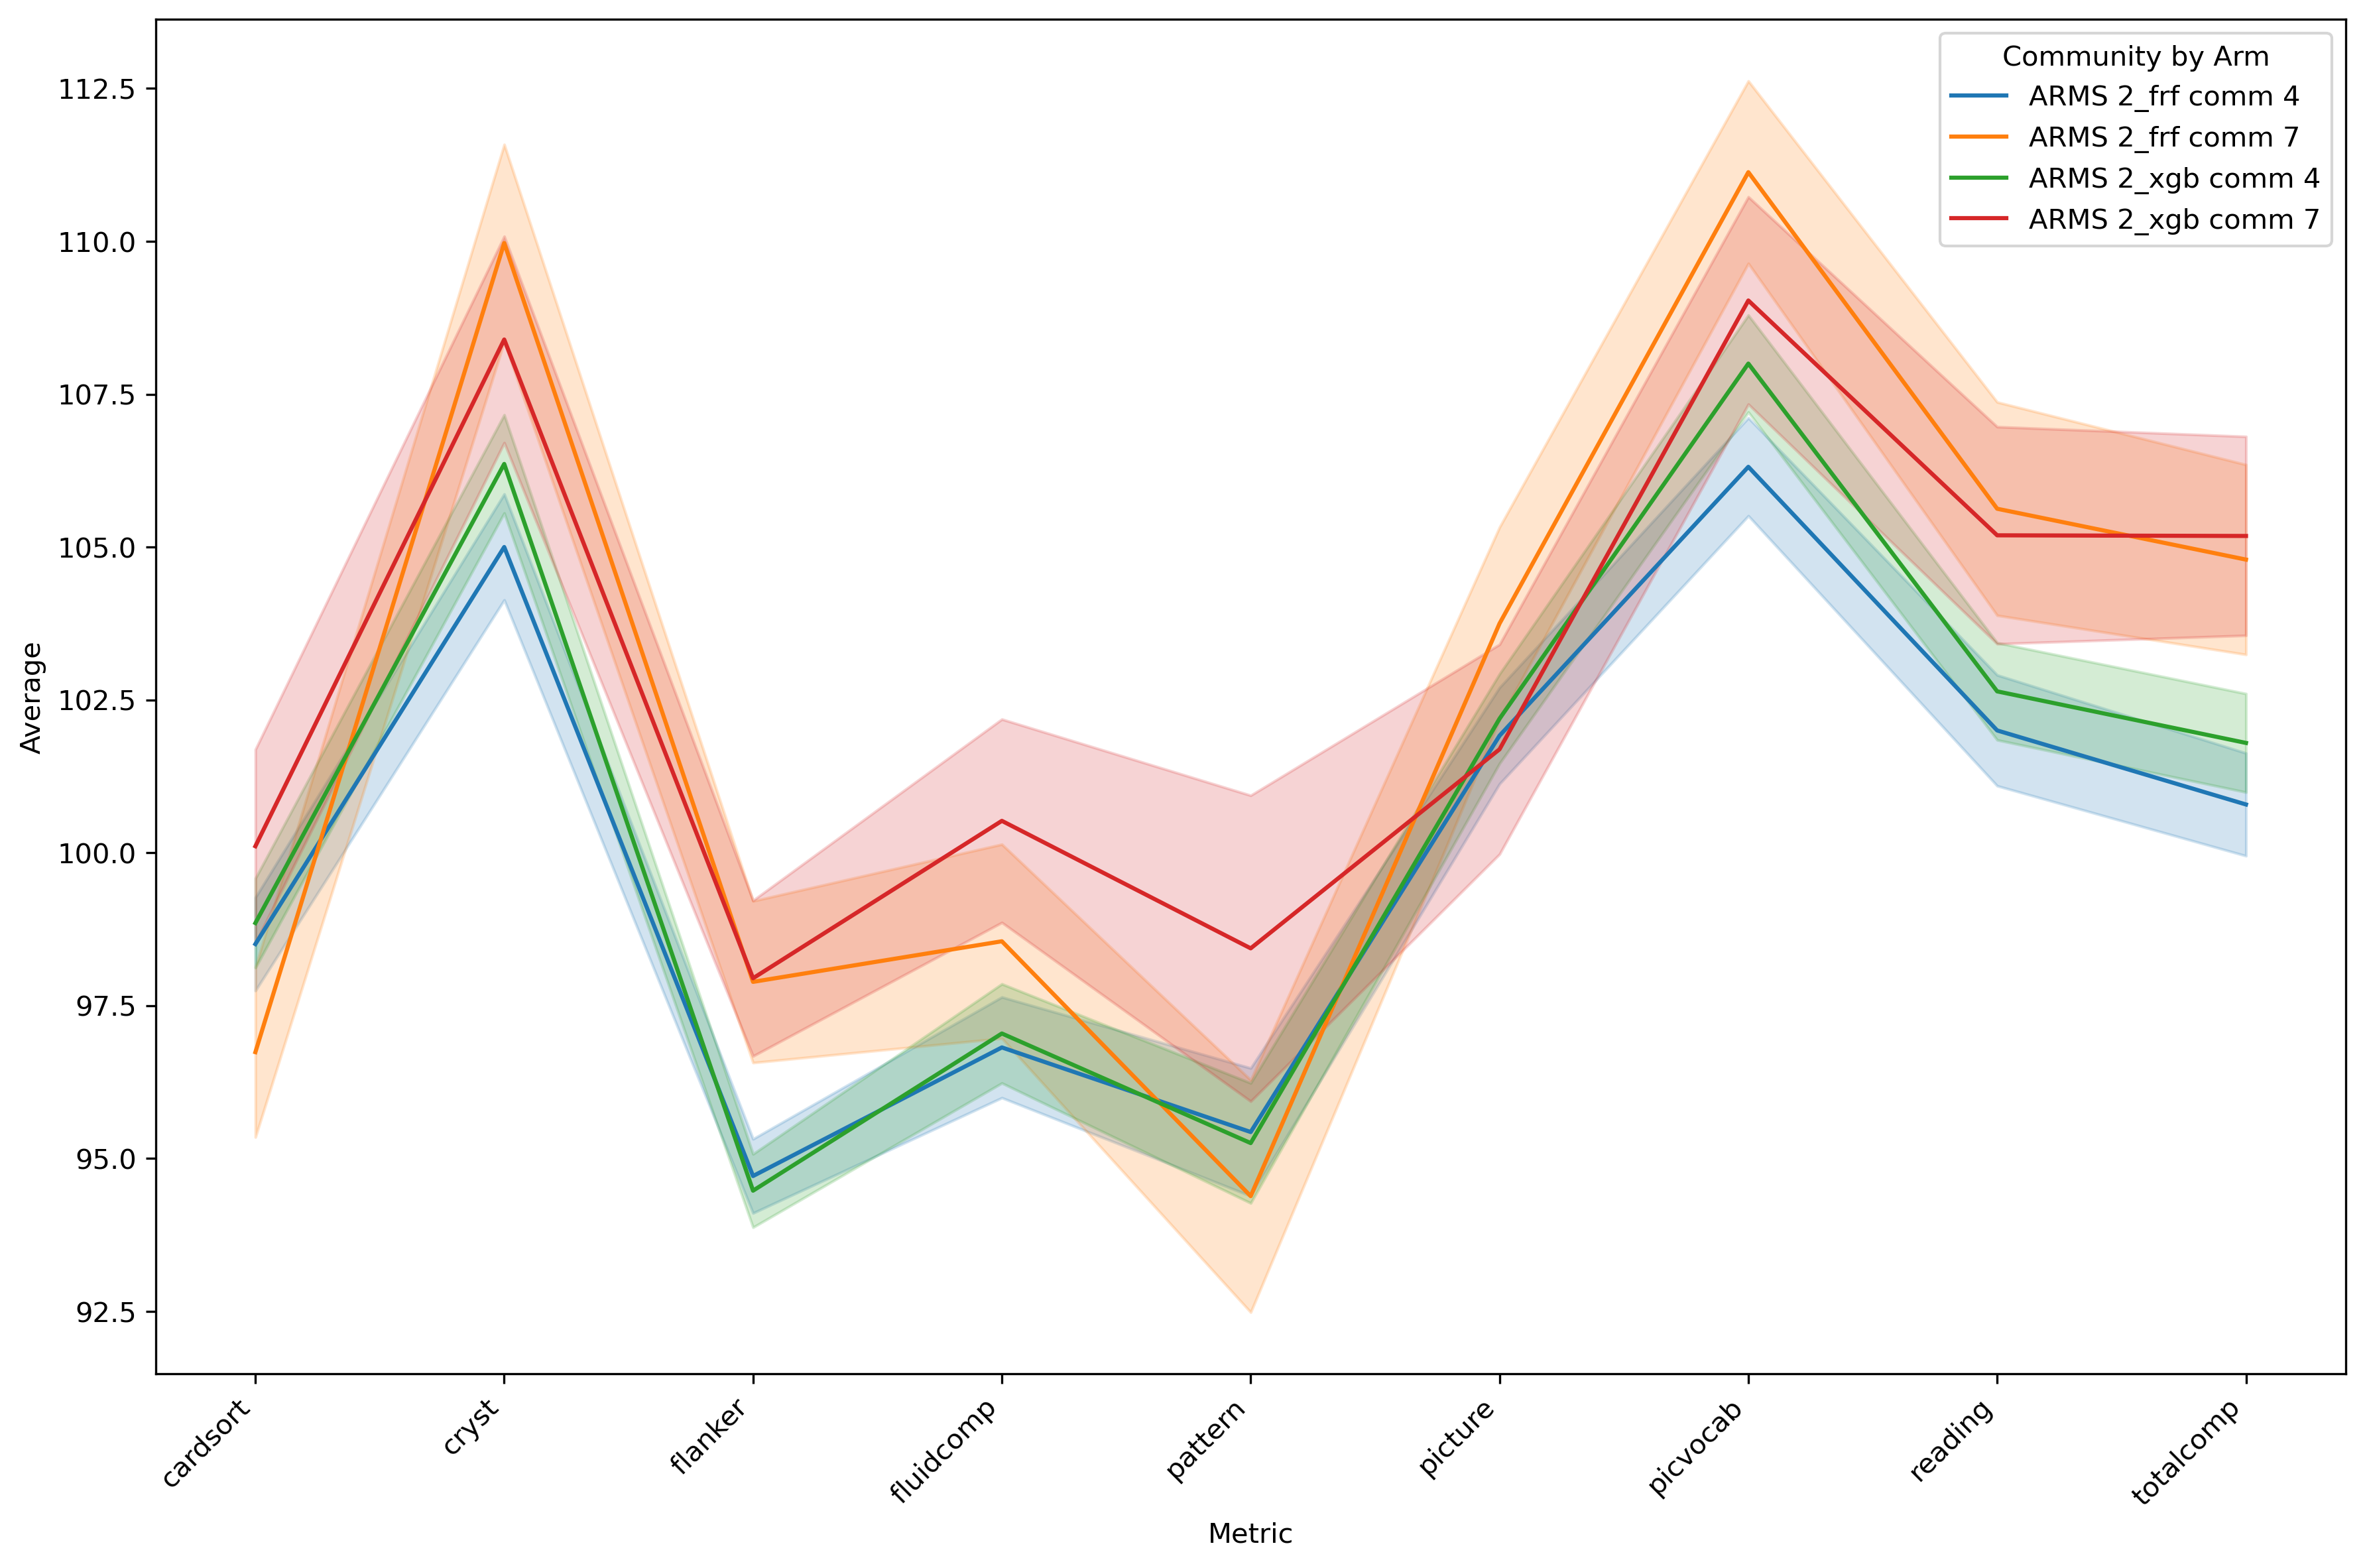 Community by Arm
ARMS 2_frf comm 4
ARMS 2_frf comm 7
ARMS 2_xgb comm 4
ARMS 2_xgb comm 7
112.5
110.0
107.5
105.0
102.5
100.0
97.5
95.0
92.5
Average
cardsort
cryst
flanker
fluidcomp
pattern
picture
picvocab
reading
totalcomp
Metric